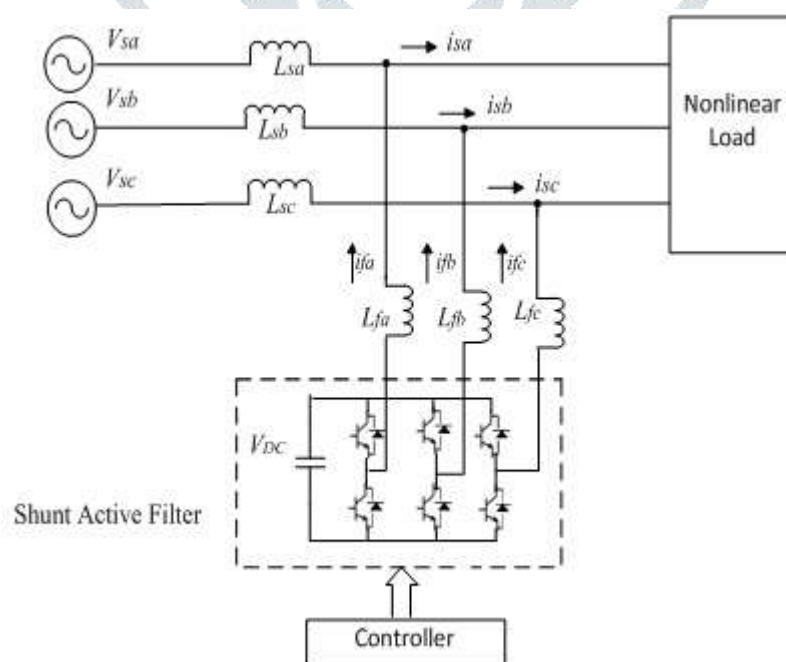 Vsa
isa
Lsa
Vsb
isb
Nonlinear
Load
Lsb
Vsc
isc
Lsc
ifa
ifb
ifc
Lfa
Lfb
Lfc
VDC
Shunt Active Filter
Controller